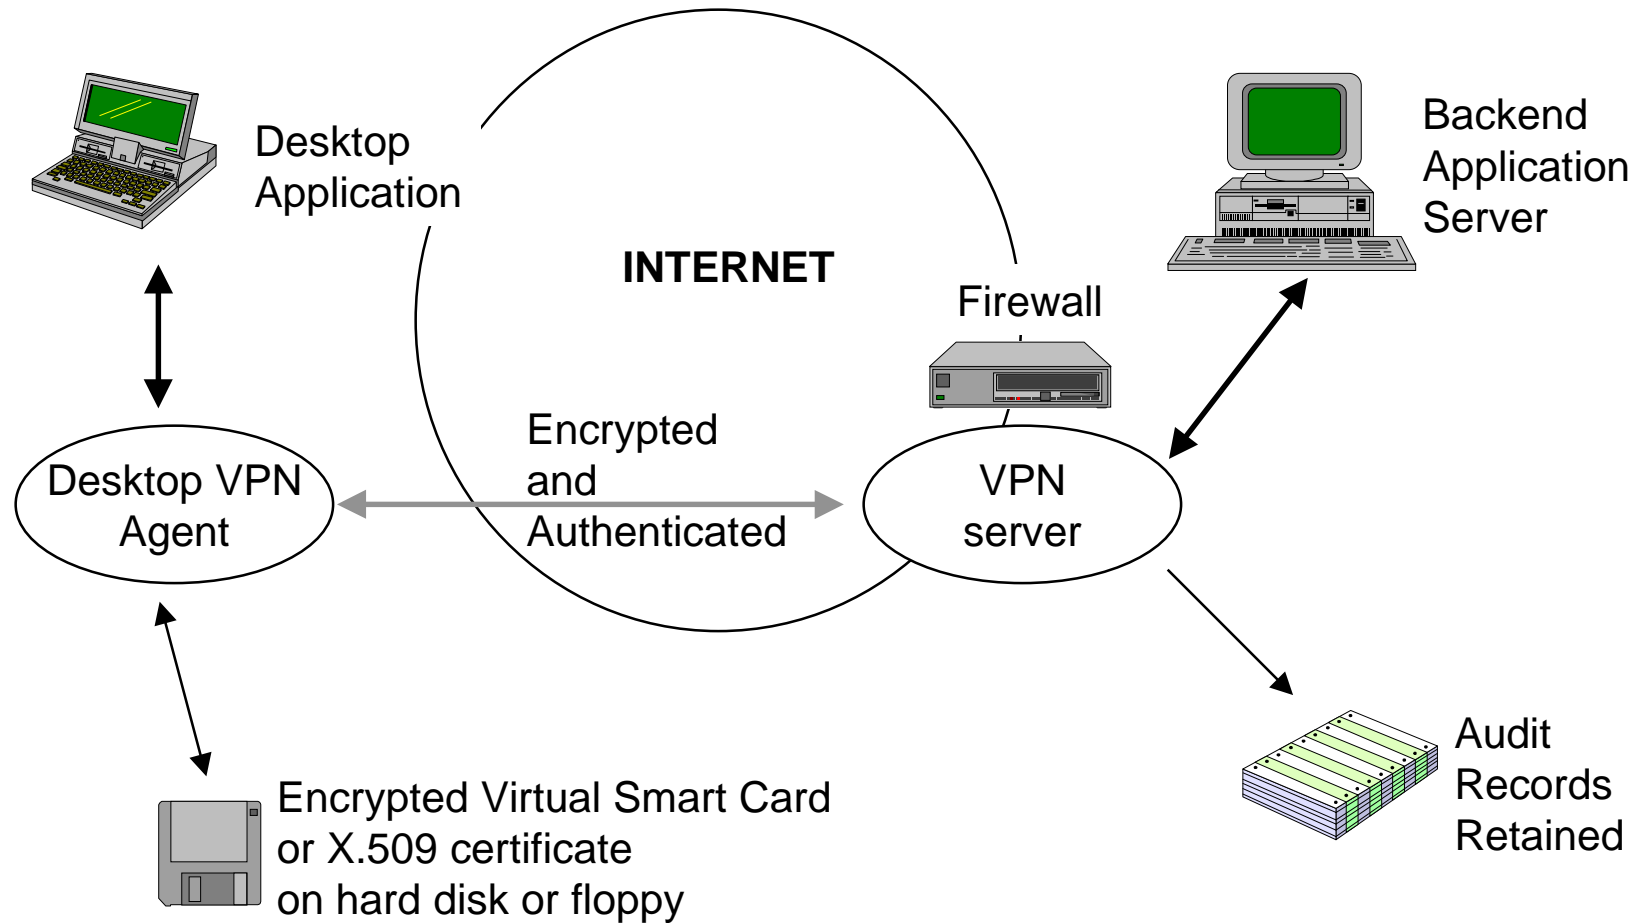 Desktop
Application
INTERNET
Backend
Application
Server
Firewall
Encrypted
and
Authenticated
Desktop VPN
Agent
VPN
server
Encrypted Virtual Smart Card
or X.509 certificate
on hard disk or floppy
Audit
Records
Retained